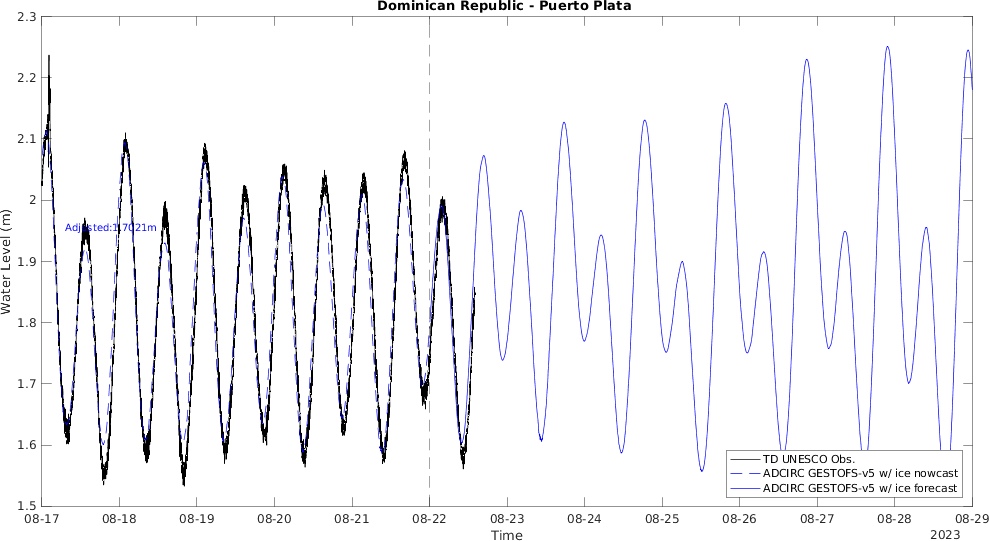 Dominican Republic - Puerto Plata
2.3
2.2
2.1
2
1.9
1.8
1.7
1.6
1.5
Water Level (m)
Adjusted:1.7021m
TD UNESCO Obs.
ADCIRC GESTOFS-v5 w/ ice nowcast
ADCIRC GESTOFS-v5 w/ ice forecast
08-17 08-18 08-19 08-20 08-21 08-22 08-23 08-24 08-25 08-26 08-27 08-28 08-29
Time
2023